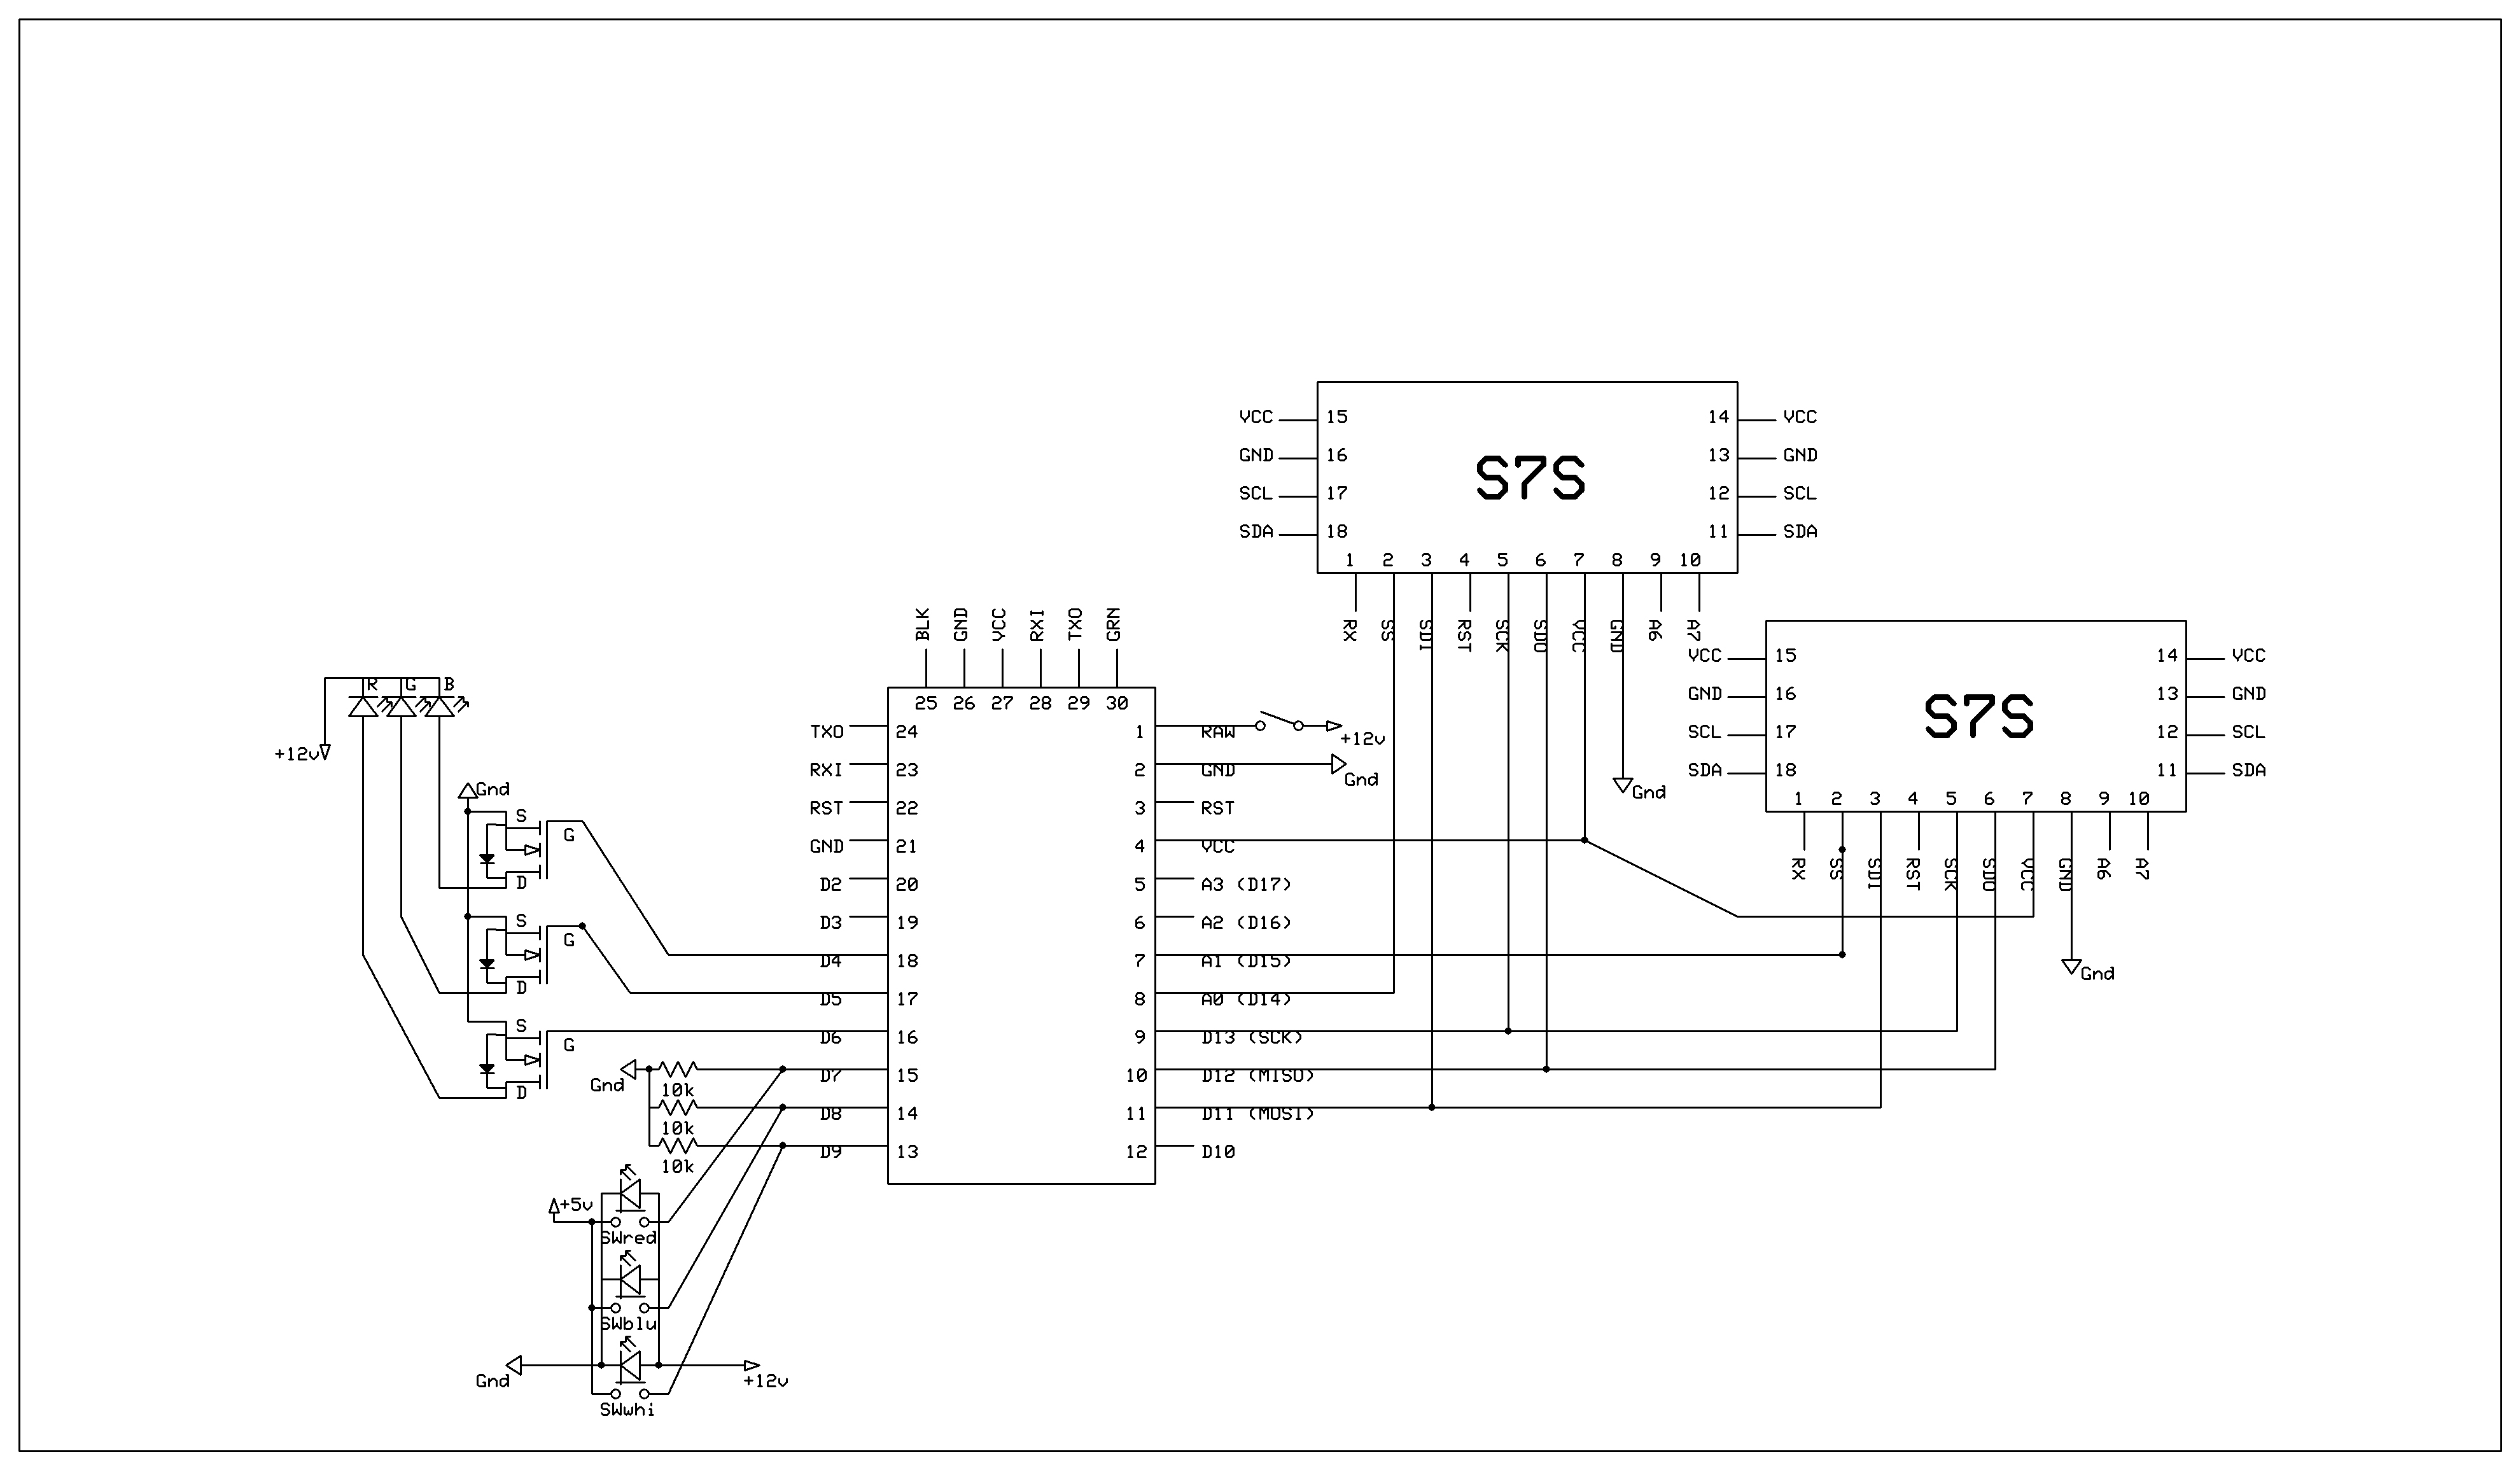 15 VCC
16 GND
17 SCL
18 SDA
S7S
14 VCC
13 GND
12 SCL
11 SDA
1 2 3 4 5 6 7 8 9 10
RX SS SDI RST SCK SDO VCC GND A6 A7
VCC 15
GND 16
SCL 17
SDA 18
S7S
14 VCC
13 GND
12 SCL
11 SDA
1 2 3 4 5 6 7 8 9 10
RX SS SDI RST SCK SDO VCC GND A6 A7
Gnd
Gnd
BLK GND VCC RXI TXO GRN
25 26 27 28 29 30
TXO 24
RXI 23
RST 22
GND 21
D2 20
D3 19
D4 18
D5 17
D6 16
D7 15
D8 14
D9 13
1 RAW
2 GND
3 RST
4 VCC
5 A3 (D17)
6 A2 (D16)
7 A1 (D15)
8 A0 (D14)
9 D13 (SCK)
10 D12 (MISO)
11 D11 (MOSI)
12 D10
+12v
Gnd
R G B
+12v
Gnd
S
G
D
S
G
D
S
G
D
Gnd
10k
10k
10k
+5v
SWred
SWblu
Gnd
+12v
SWwhi